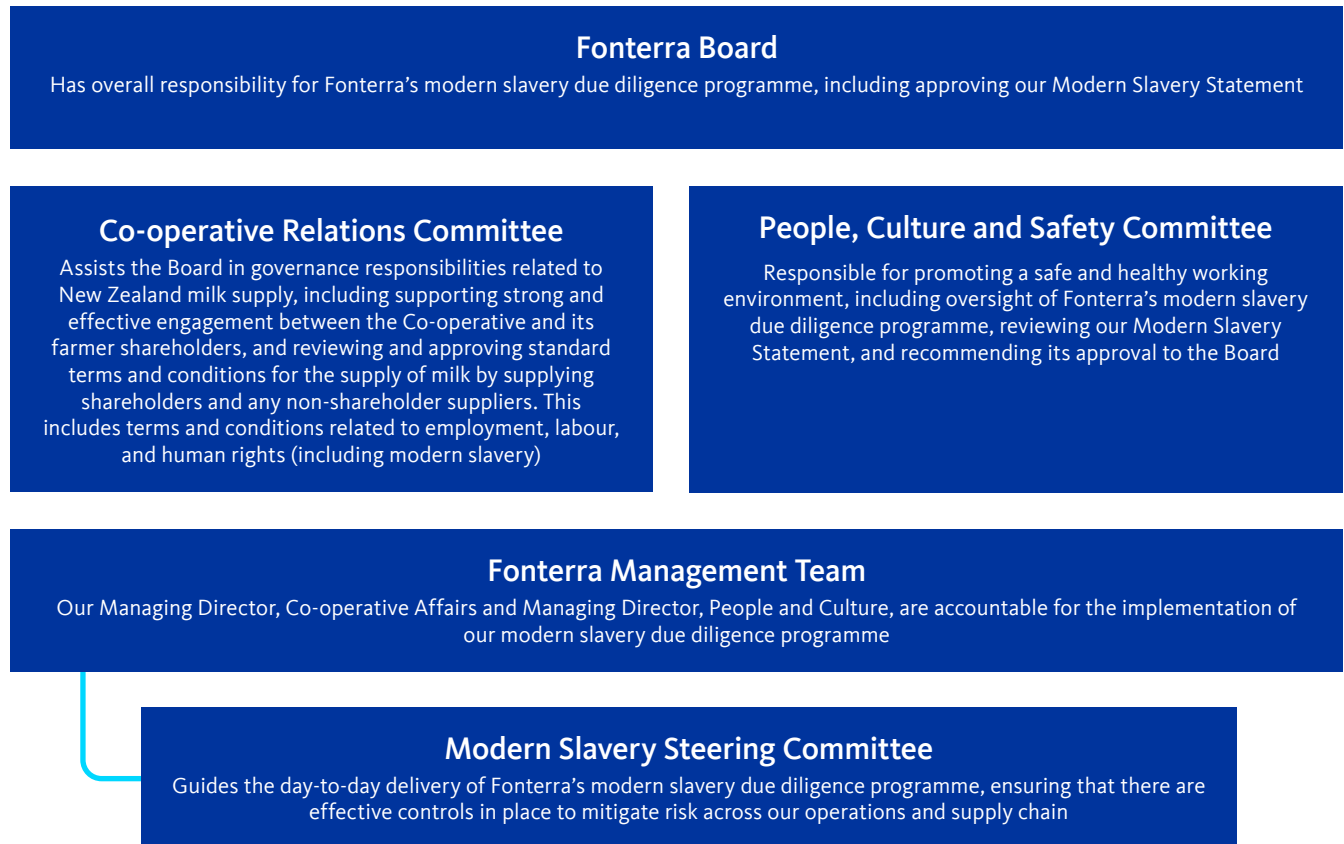 Fonterra Board
Has overall responsibility for Fonterra’s modern slavery due diligence programme, including approving our Modern Slavery Statement
Co-operative Relations Committee
Assists the Board in governance responsibilities related to
New Zealand milk supply, including supporting strong and
effective engagement between the Co-operative and its
farmer shareholders, and reviewing and approving standard
terms and conditions for the supply of milk by supplying
shareholders and any non-shareholder suppliers. This
includes terms and conditions related to employment, labour,
and human rights (including modern slavery)
People, Culture and Safety Committee
Responsible for promoting a safe and healthy working
environment, including oversight of Fonterra’s modern slavery
due diligence programme, reviewing our Modern Slavery
Statement, and recommending its approval to the Board
Fonterra Management Team
Our Managing Director, Co-operative Affairs and Managing Director, People and Culture, are accountable for the implementation of
our modern slavery due diligence programme
Modern Slavery Steering Committee
Guides the day-to-day delivery of Fonterra’s modern slavery due diligence programme, ensuring that there are
effective controls in place to mitigate risk across our operations and supply chain